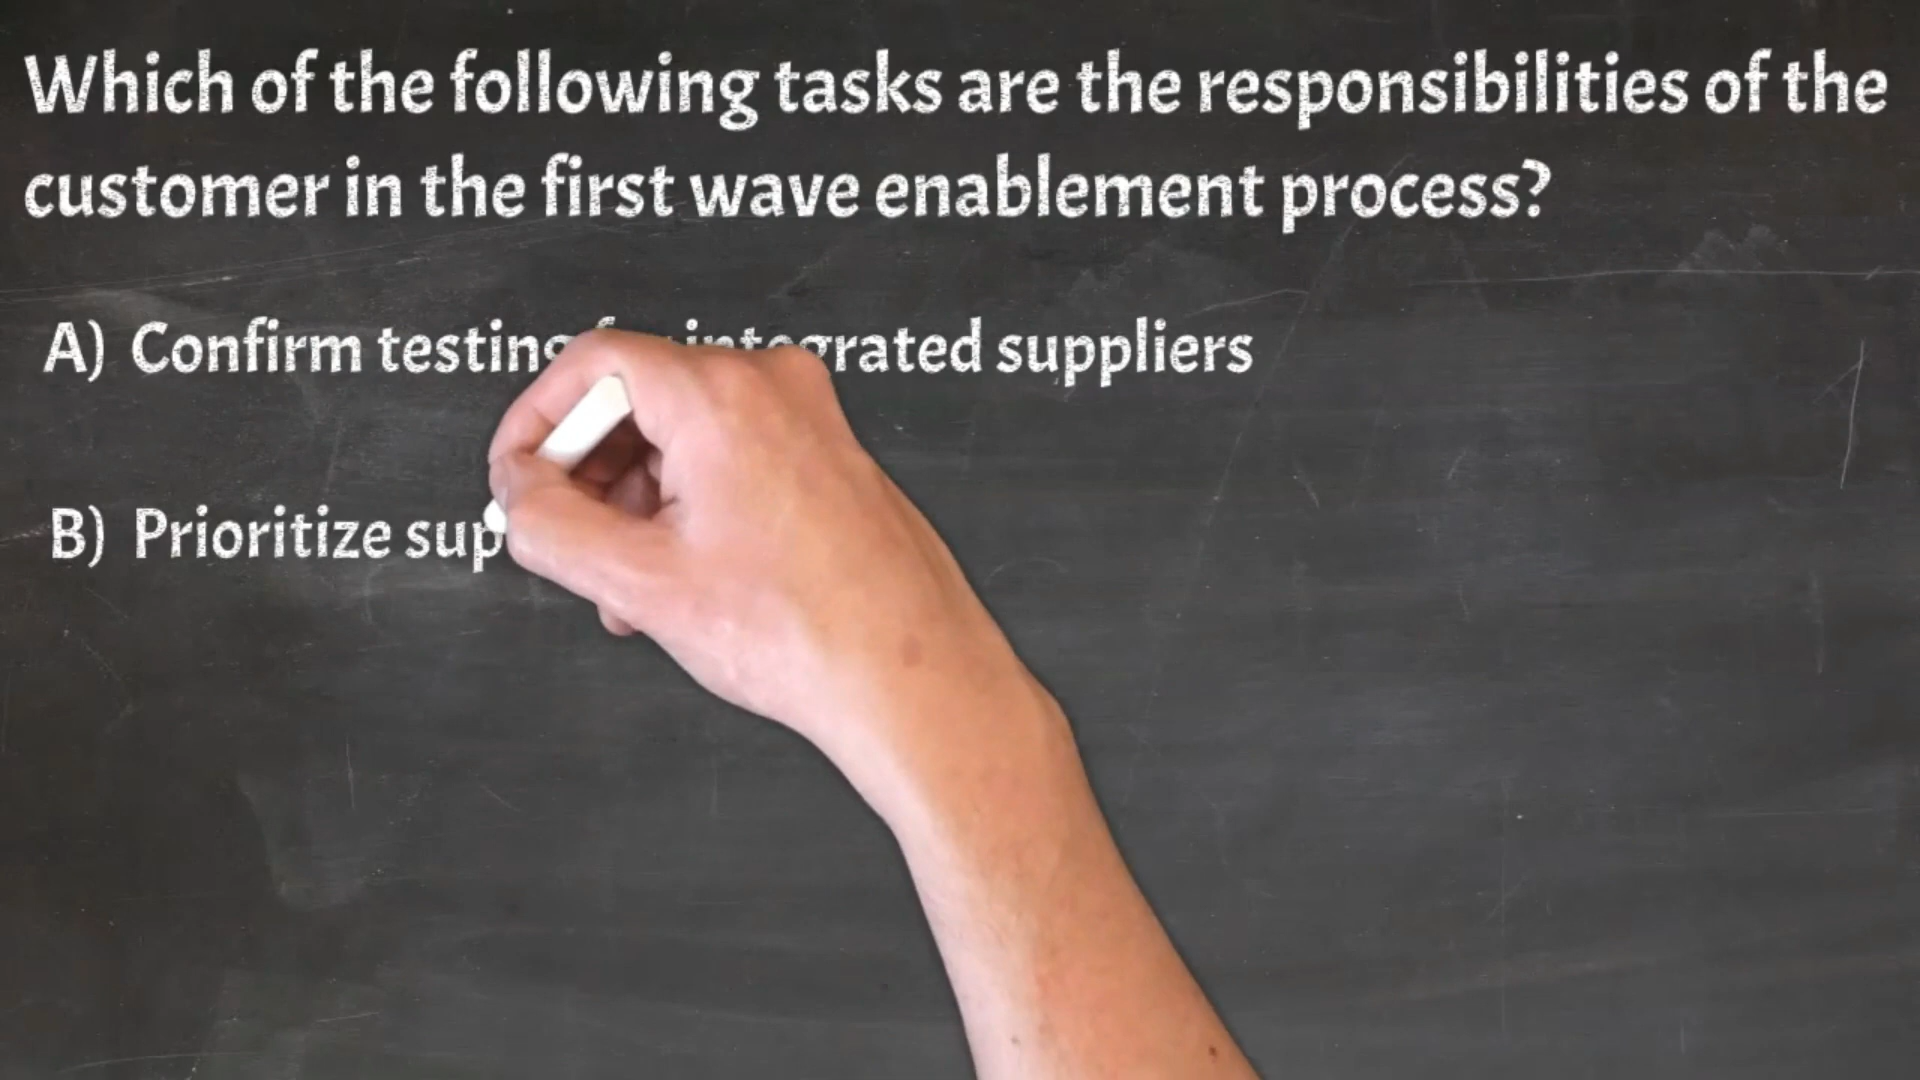 Which of the following tasks are the responsibilities of the
customer in the first wave enablement process?
A) Confirm testing integrated suppliers
B) Prioritize sup